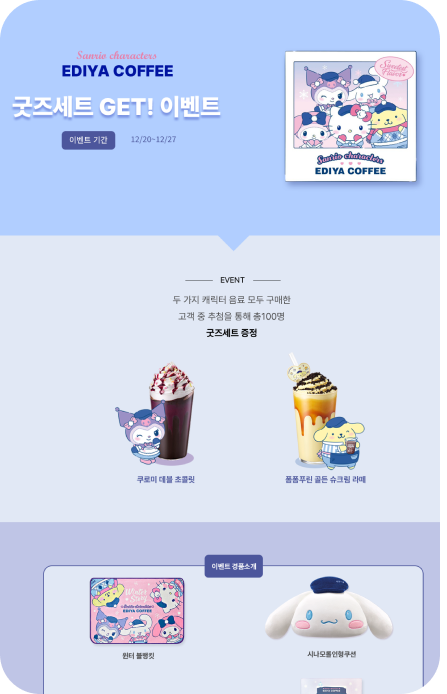 Sanrio characters
EDIYA COFFEE
굿즈세트 GET! 이벤트
이벤트 기간
12/20~12/27
Sanrio characters
EDIYA COFFEE
EVENT
두 가지 캐릭터 음료 모두 구매한
고객 중 추첨을 통해 총100명
굿즈세트 증정
쿠로미 데블 초콜릿
폼폼푸린 골든 슈크림 라떼
이벤트 경품소개
Winter
Story
EDIYA COFFEE
윈터 블랭킷
시나모롤인형쿠션